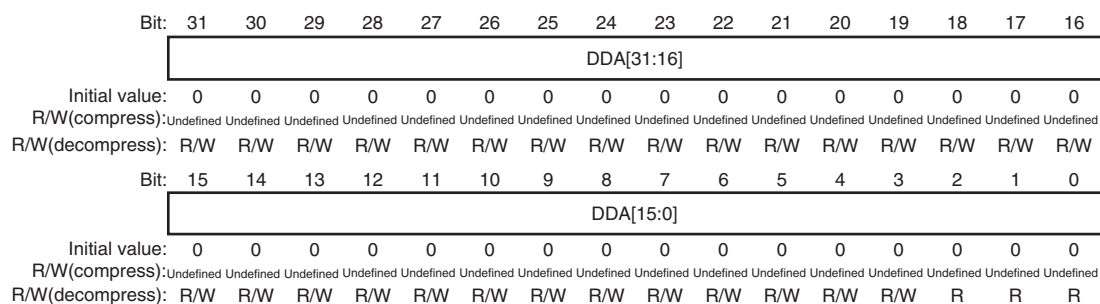 Bit: 31 30 29 28 27 26 25 24 23 22 21 20 19 18 17 16
DDA[31:16]
Initial value: 0 0 0 0 0 0 0 0 0 0 0 0 0 0 0 0
R/W(compress): Undefined Undefined Undefined Undefined Undefined Undefined Undefined Undefined Undefined Undefined Undefined Undefined Undefined Undefined Undefined Undefined
R/W(decompress): R/W R/W R/W R/W R/W R/W R/W R/W R/W R/W R/W R/W R/W R/W R/W R/W
Bit: 15 14 13 12 11 10 9 8 7 6 5 4 3 2 1 0
DDA[15:0]
Initial value: 0 0 0 0 0 0 0 0 0 0 0 0 0 0 0 0
R/W(compress): Undefined Undefined Undefined Undefined Undefined Undefined Undefined Undefined Undefined Undefined Undefined Undefined Undefined Undefined Undefined Undefined
R/W(decompress): R/W R/W R/W R/W R/W R/W R/W R/W R/W R/W R/W R/W R/W R R R